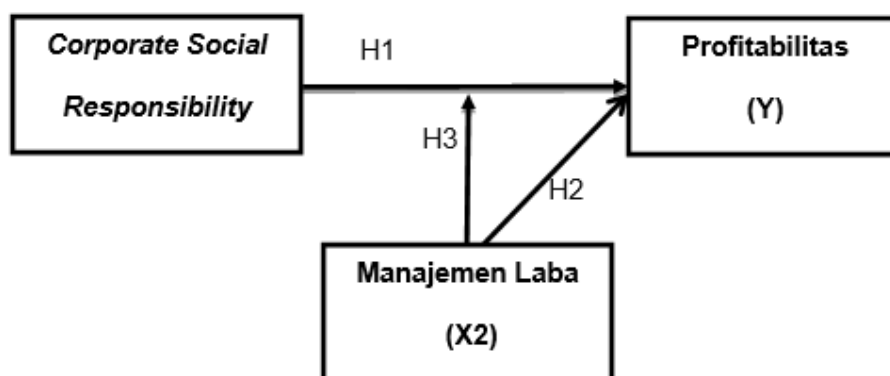 Corporate Social
Responsibility
H1
Profitabilitas
(Y)
H3
H2
Manajemen Laba
(X2)